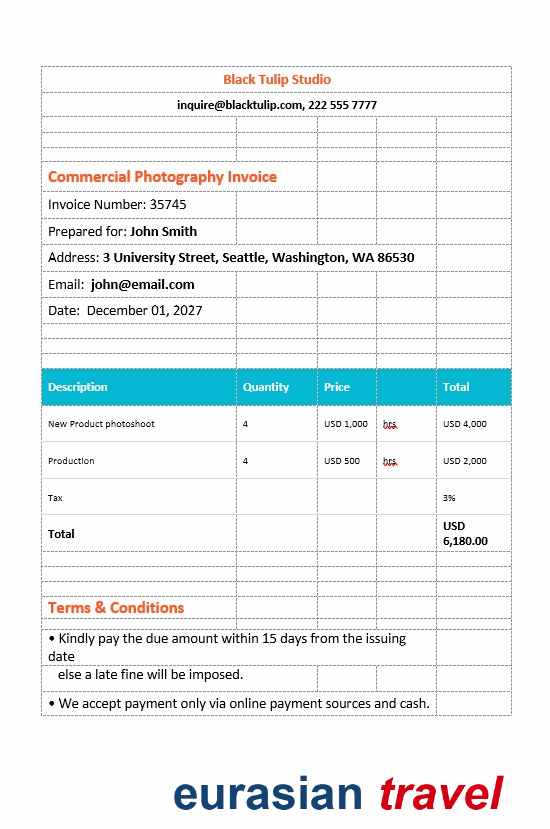 Black Tulip Studio
inquire@blacktulip.com, 222 555 7777
Commercial Photography Invoice
Invoice Number: 35745
Prepared for: John Smith
Address: 3 University Street, Seattle, Washington, WA 86530
Email: john@email.com
Date: December 01, 2027
Description Quantity Price Total
New Product photoshoot 4 USD 1,000 hrs. USD 4,000
Production 4 USD 500 hrs. USD 2,000
Tax 3%
Total USD
6,180.00
Terms & Conditions
• Kindly pay the due amount within 15 days from the issuing
date
else a late fine will be imposed.
• We accept payment only via online payment sources and cash.
eurasian travel